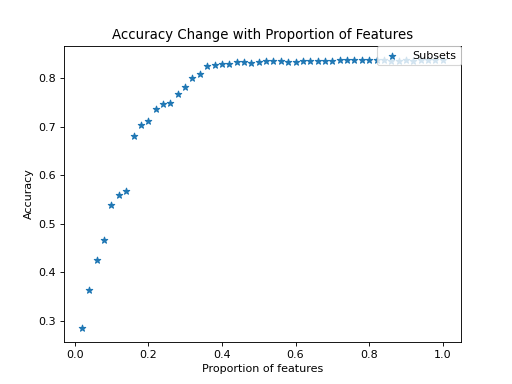 Accuracy Change with Proportion of Features
Subsets
Accuracy
0.8
0.7
0.6
0.5
0.4
0.3
0.0 0.2 0.4 0.6 0.8 1.0
Proportion of features